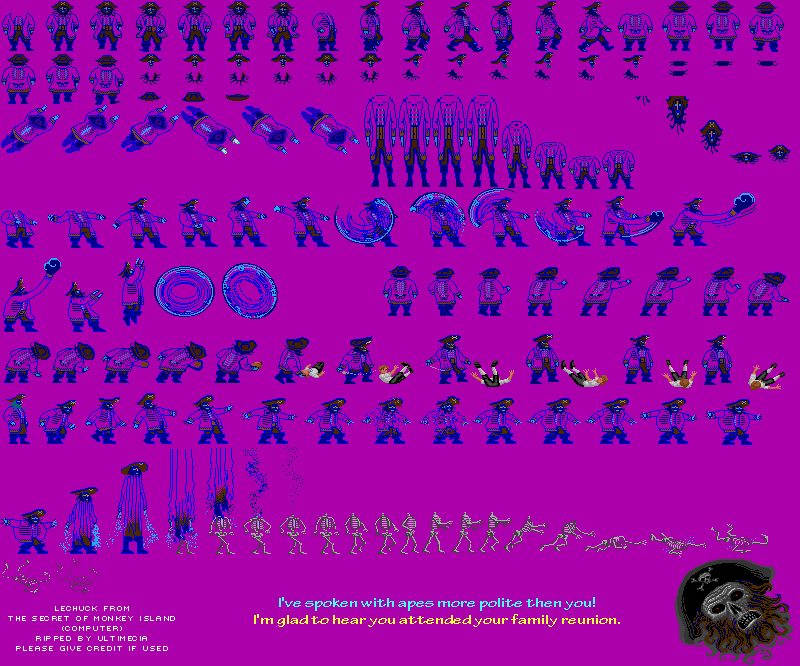 LECHUCK FROM
THE SECRET OF MONKEY ISLAND
(COMPUTER)
RIPPED BY ULTIMECIA
PLEASE GIVE CREDIT IF USED
I've spoken with apes more polite then you!
I'm glad to hear you attended your family reunion.